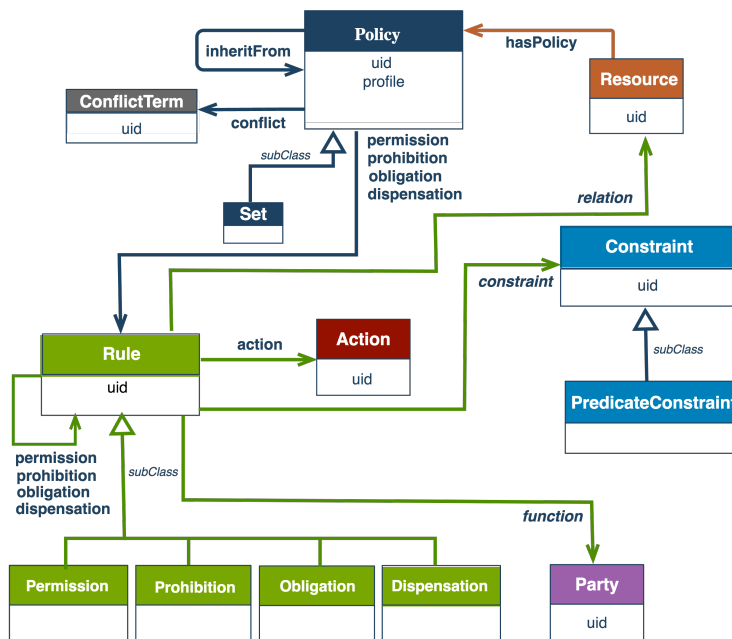 Policy
uid
profile
inheritFrom
hasPolicy
Resource
uid
ConflictTerm
uid
conflict
subClass
permission
prohibition
obligation
dispensation
Set
relation
Constraint
uid
constraint
Rule
uid
action
Action
uid
subClass
PredicateConstraint
permission
prohibition
obligation
dispensation
subClass
function
Permission
Prohibition
Obligation
Dispensation
Party
uid